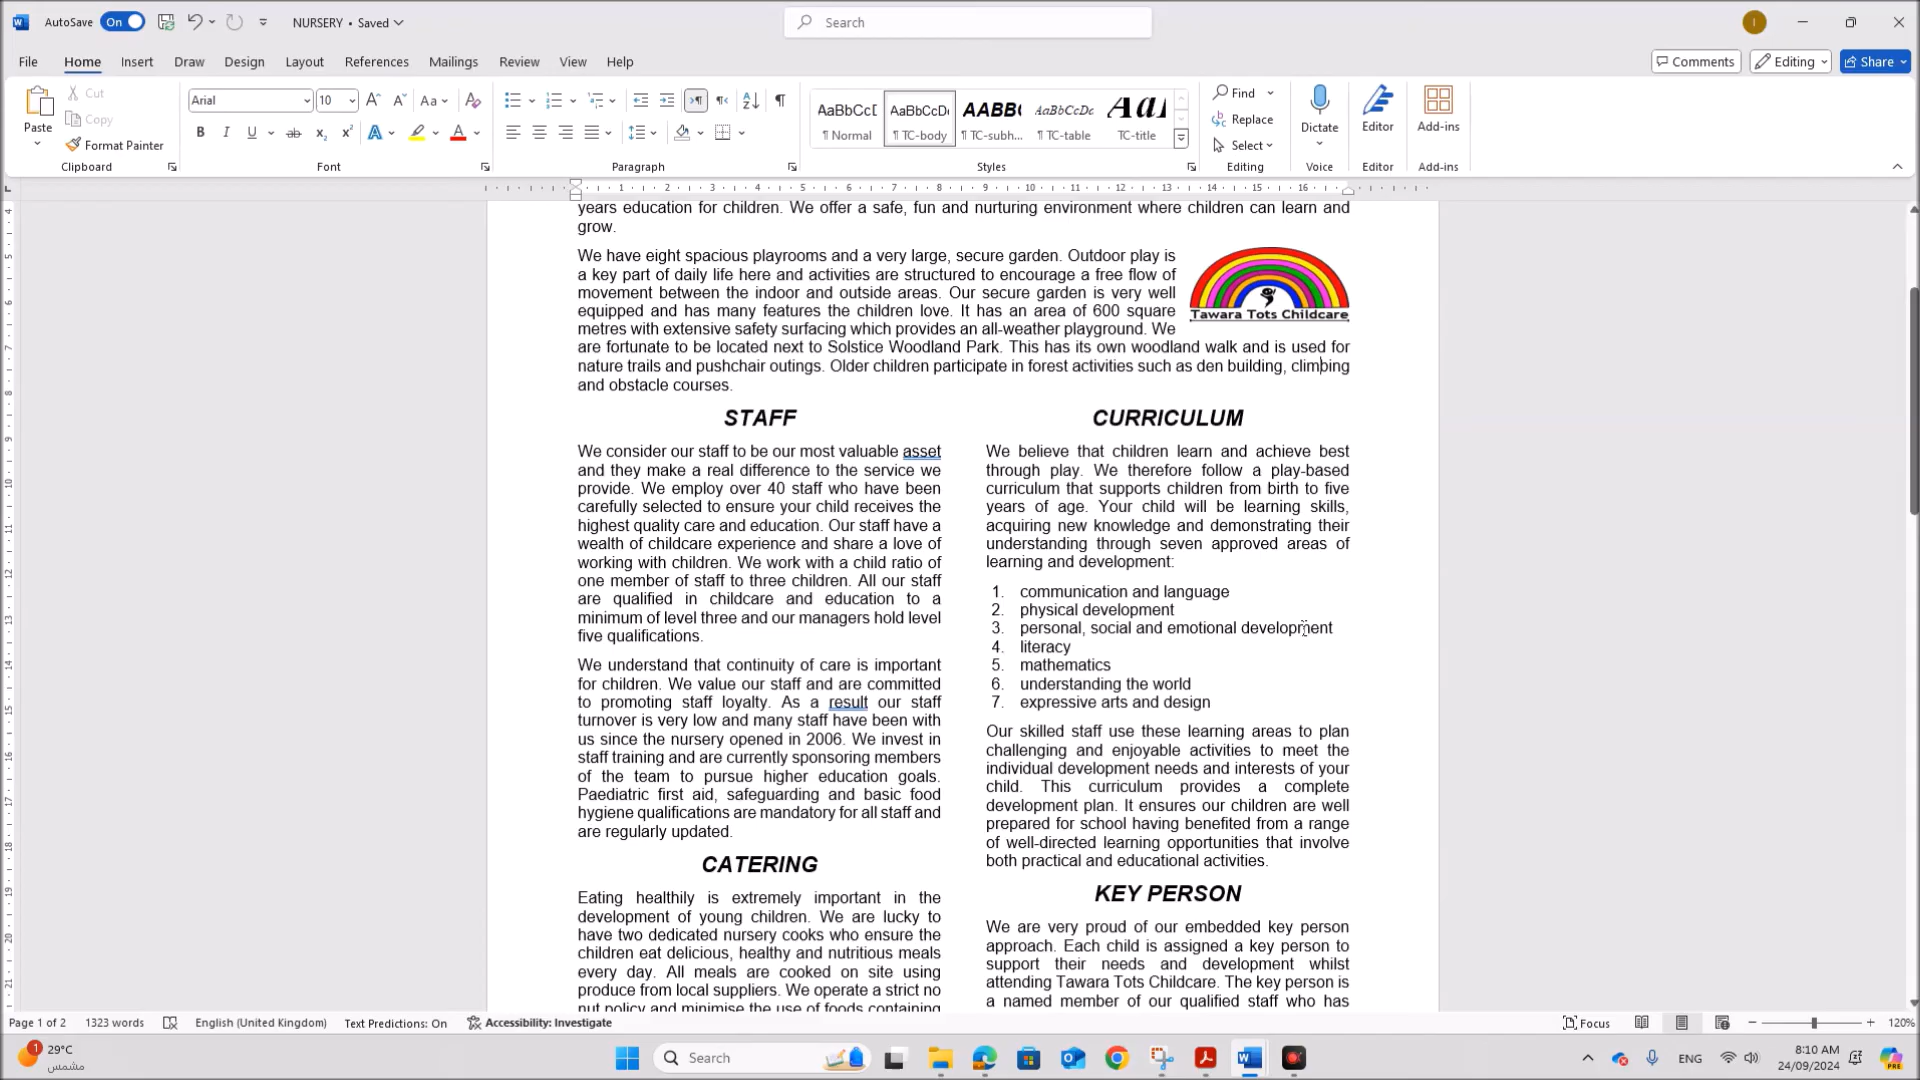 AutoSave On NURSERY • Saved
Search
I
File Home Insert Draw Design Layout References Mailings Review View Help
Comments Editing Share
Paste Cut Copy Format Painter
Clipboard
Arial 10
Font
Paragraph
AaBbCcD AaBbCcDc AABBC AaBbCcDc AaB
¶ Normal ¶ TC-body ¶ TC-subh... ¶ TC-table TC-title
Styles
Find
Replace
Select
Editing
Dictate
Voice
Editor
Editor
Add-ins
Add-ins
1 2 3 4 5 6 7 8 9 10 11 12 13 14 15 16
years education for children. We offer a safe, fun and nurturing environment where children can learn and
grow.
We have eight spacious playrooms and a very large, secure garden. Outdoor play is
a key part of daily life here and activities are structured to encourage a free flow of
movement between the indoor and outside areas. Our secure garden is very well
equipped and has many features the children love. It has an area of 600 square
metres with extensive safety surfacing which provides an all-weather playground. We
are fortunate to be located next to Solstice Woodland Park. This has its own woodland walk and is used for
nature trails and pushchair outings. Older children participate in forest activities such as den building, climbing
and obstacle courses.
Tawara Tots Childcare
STAFF
We consider our staff to be our most valuable asset
and they make a real difference to the service we
provide. We employ over 40 staff who have been
carefully selected to ensure your child receives the
highest quality care and education. Our staff have a
wealth of childcare experience and share a love of
working with children. We work with a child ratio of
one member of staff to three children. All our staff
are qualified in childcare and education to a
minimum of level three and our managers hold level
five qualifications.
We understand that continuity of care is important
for children. We value our staff and are committed
to promoting staff loyalty. As a result our staff
turnover is very low and many staff have been with
us since the nursery opened in 2006. We invest in
staff training and are currently sponsoring members
of the team to pursue higher education goals.
Paediatric first aid, safeguarding and basic food
hygiene qualifications are mandatory for all staff and
are regularly updated.
CATERING
Eating healthily is extremely important in the
development of young children. We are lucky to
have two dedicated nursery cooks who ensure the
children eat delicious, healthy and nutritious meals
every day. All meals are cooked on site using
produce from local suppliers. We operate a strict no
nut policy and minimise the use of foods containing
CURRICULUM
We believe that children learn and achieve best
through play. We therefore follow a play-based
curriculum that supports children from birth to five
years of age. Your child will be learning skills,
acquiring new knowledge and demonstrating their
understanding through seven approved areas of
learning and development:
1. communication and language
2. physical development
3. personal, social and emotional development
4. literacy
5. mathematics
6. understanding the world
7. expressive arts and design
Our skilled staff use these learning areas to plan
challenging and enjoyable activities to meet the
individual development needs and interests of your
child. This curriculum provides a complete
development plan. It ensures our children are well
prepared for school having benefited from a range
of well-directed learning opportunities that involve
both practical and educational activities.
KEY PERSON
We are very proud of our embedded key person
approach. Each child is assigned a key person to
support their needs and development whilst
attending Tawara Tots Childcare. The key person is
a named member of our qualified staff who has
Page 1 of 2 1323 words English (United Kingdom) Text Predictions: On Accessibility: Investigate
Focus 120%
1 29°C
مشمس
Search
ENG
8:10 AM
24/09/2024
PRE